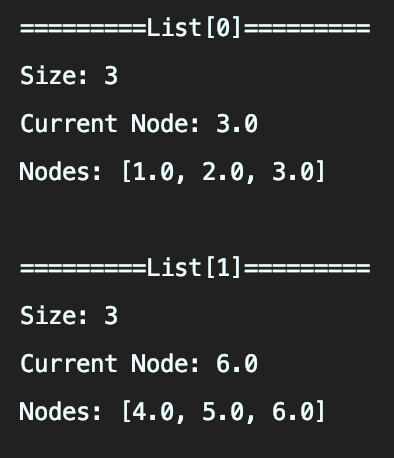 =========List[0]=========
Size: 3
Current Node: 3.0
Nodes: [1.0, 2.0, 3.0]
=========List[1]=========
Size: 3
Current Node: 6.0
Nodes: [4.0, 5.0, 6.0]